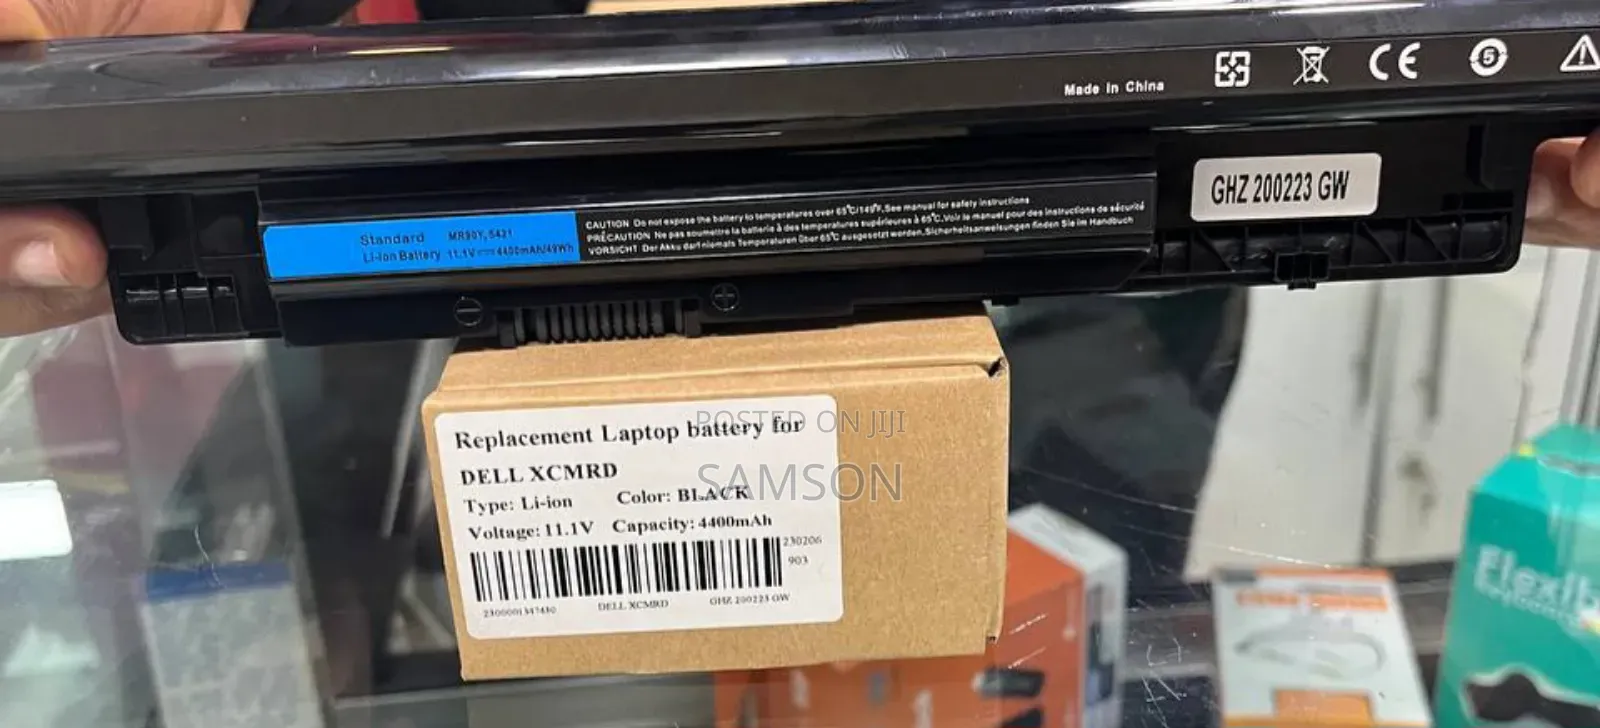 Made in China
5
GHZ 200223 GW
Standard MR90Y, 5421
Li-ion Battery 11.1V 4400mAh/49Wh
CAUTION Do not expose the battery to temperatures over 65℃/149℉.See manual for safety instructions
PRÉCAUTION Ne pas soumettre la batterie à des températures supérieures à 65℃.Voir le manuel pour des instructions de sécurité
VORSICHT Der Akku darf niemals Temperaturen über 65℃ ausgesetzt werden.Sicherheitsanweisungen finden Sie im Handbuch
POSTED ON JIJI
SAMSON
Replacement Laptop battery for
DELL XCMRD
Type: Li-ion Color: BLACK
Voltage: 11.1V Capacity: 4400mAh
230206
903
2300001347430 DELL XCMRD GHZ 200223 GW